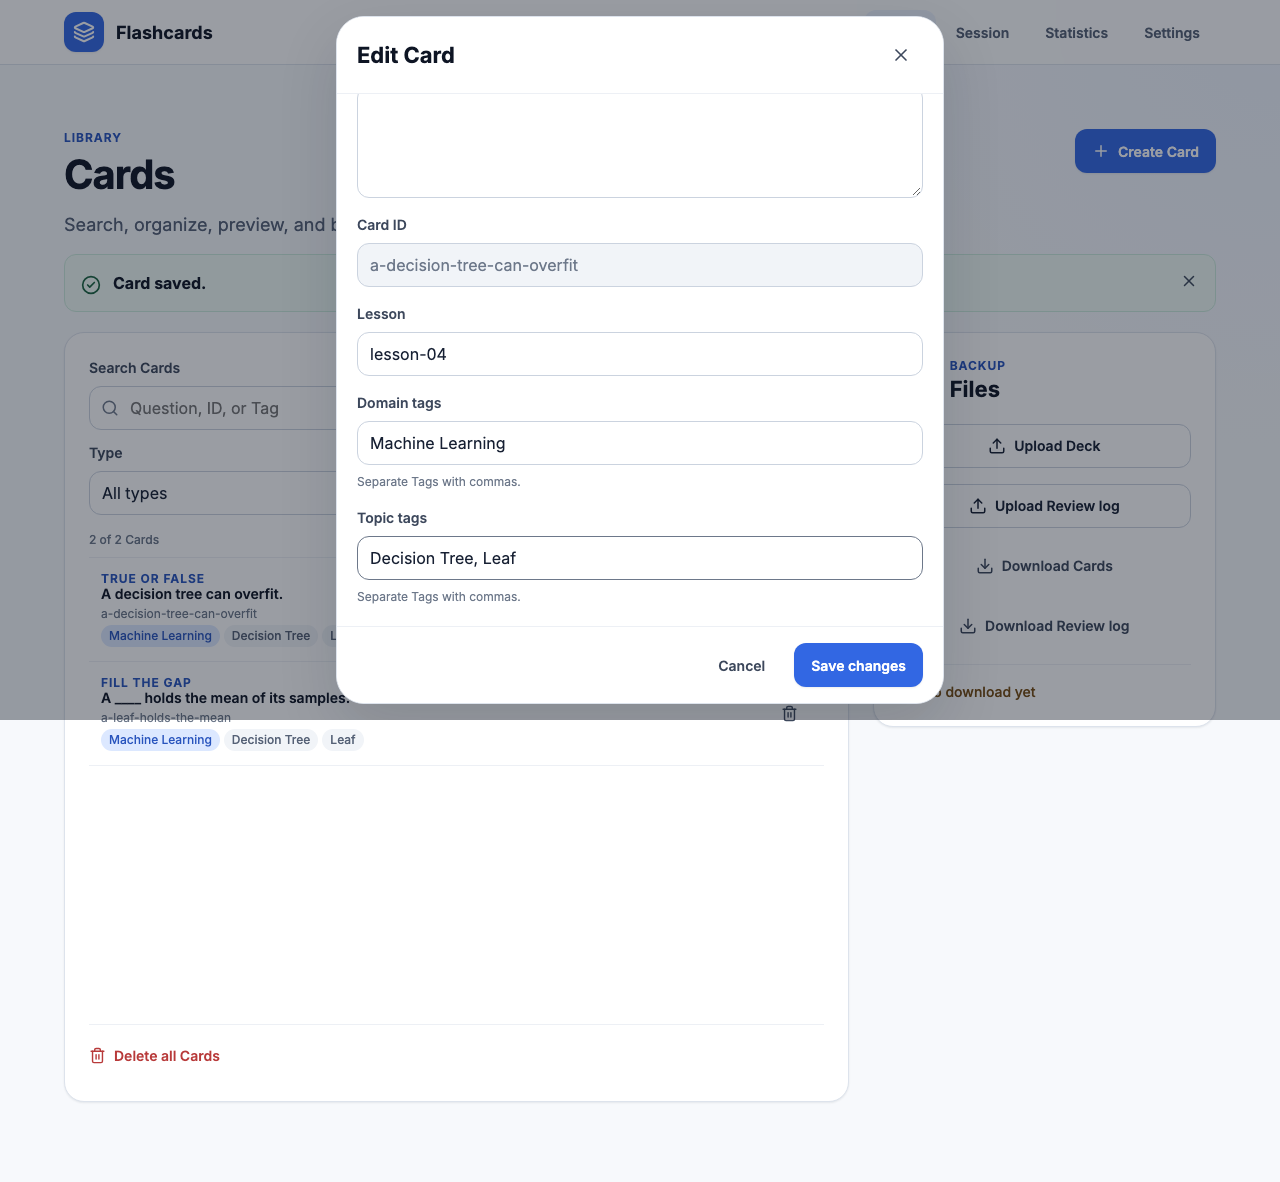 Flashcards
Session
Statistics
Settings
Edit Card
LIBRARY
Cards
Search, organize, preview, and
Create Card
Card saved.
Card ID
a-decision-tree-can-overfit
Lesson
lesson-04
Domain tags
Machine Learning
Separate Tags with commas.
Topic tags
Decision Tree, Leaf
Separate Tags with commas.
Cancel
Save changes
Search Cards
Question, ID, or Tag
Type
All types
2 of 2 Cards
TRUE OR FALSE
A decision tree can overfit.
a-decision-tree-can-overfit
Machine Learning
Decision Tree
FILL THE GAP
A ____ holds the mean of its samples.
a-leaf-holds-the-mean
Machine Learning
Decision Tree
Leaf
Delete all Cards
BACKUP
Files
Upload Deck
Upload Review log
Download Cards
Download Review log
download yet